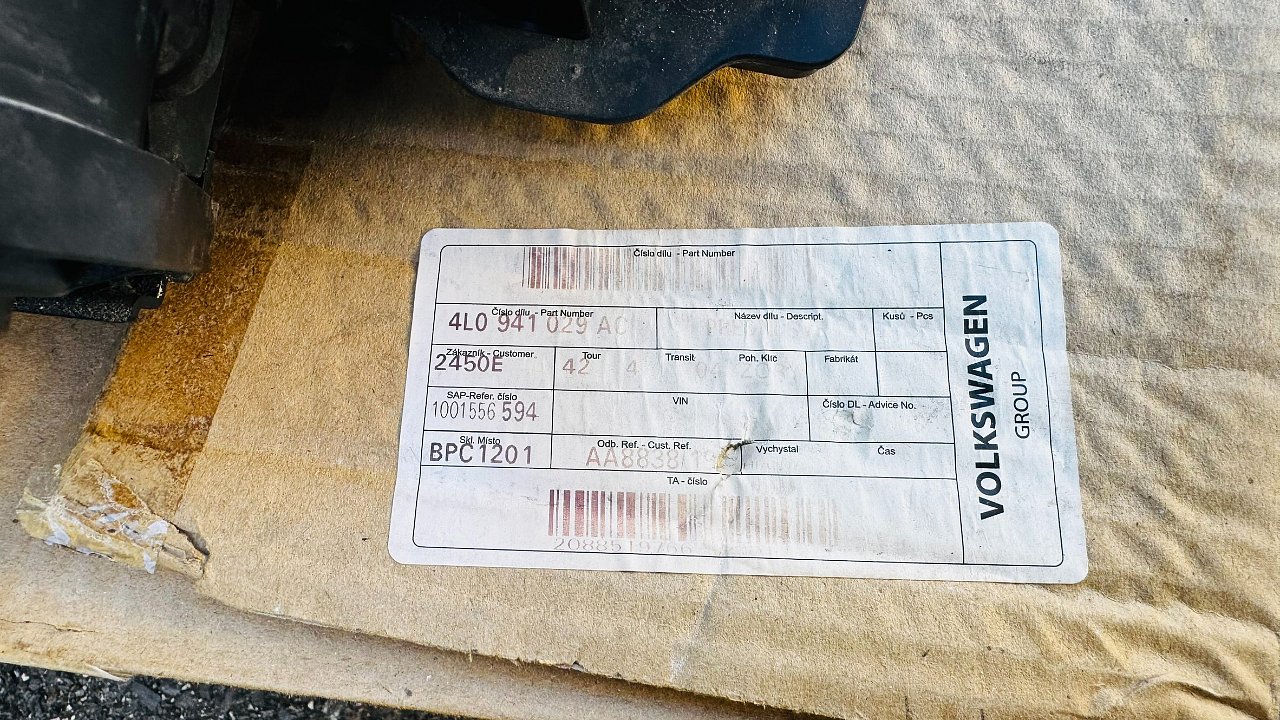 Číslo dílu - Part Number
Číslo dílu - Part Number
4L0 941 029 A
Název dílu - Descript.
Kusů - Pcs
Zákazník - Customer
2450E
Tour
42 4
Transit
Poh. Klíc
Fabrikát
SAP-Refer. číslo
1001556 594
VIN
Číslo DL - Advice No.
Skl. Místo
BPC1201
Odb. Ref. - Cust. Ref.
Vychystal
Čas
TA - číslo
VOLKSWAGEN
GROUP